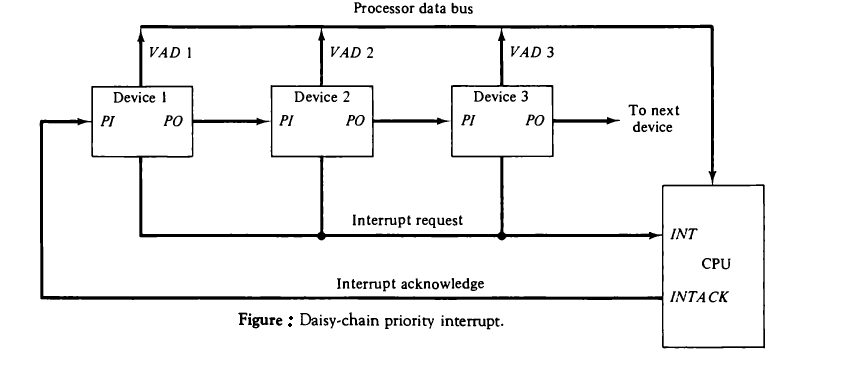 Processor data bus
VAD 1
VAD 2
VAD 3
Device 1
Device 2
Device 3
PI
PO
PI
PO
PI
PO
To next
device
Interrupt request
INT
CPU
Interrupt acknowledge
INTACK
Figure : Daisy-chain priority interrupt.